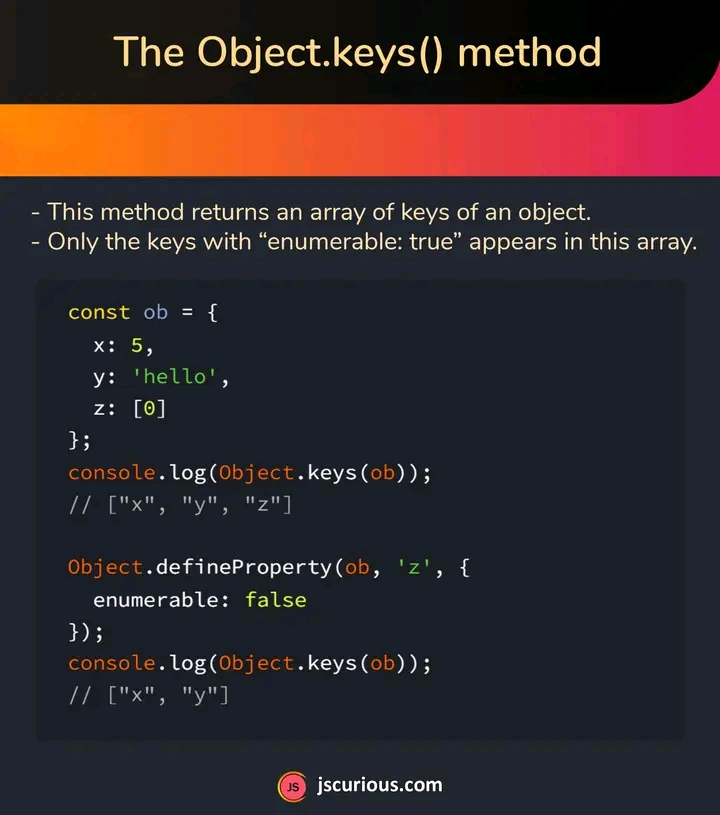 The Object.keys() method
- This method returns an array of keys of an object.
- Only the keys with “enumerable: true” appears in this array.
const ob = {
  x: 5,
  y: 'hello',
  z: [0]
};
console.log(Object.keys(ob));
// ["x", "y", "z"]
Object.defineProperty(ob, 'z', {
  enumerable: false
});
console.log(Object.keys(ob));
// ["x", "y"]
JS jscurious.com